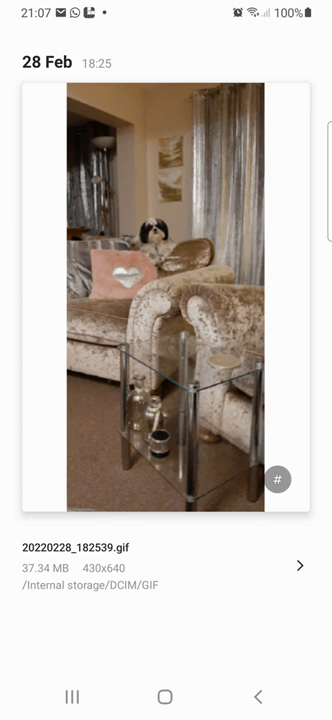 21:07 100%
28 Feb 18:25
#
20220228_182539.gif
37.34 MB 430x640
/Internal storage/DCIM/GIF